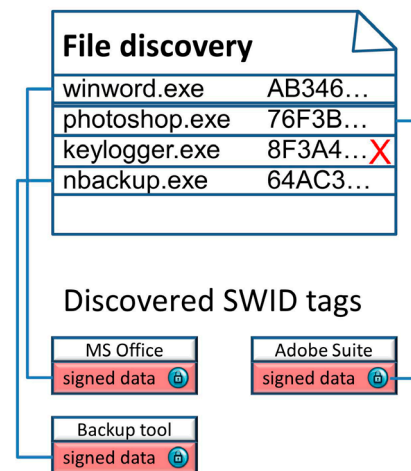 File discovery
winword.exe AB346...
photoshop.exe 76F3B...
keylogger.exe 8F3A4...X
nbackup.exe 64AC3...
Discovered SWID tags
MS Office Adobe Suite
signed data signed data
Backup tool
signed data